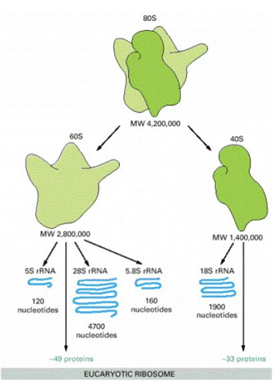 80S
MW 4,200,000
60S
40S
MW 2,800,000
MW 1,400,000
5S rRNA
28S rRNA
5.8S rRNA
18S rRNA
120
nucleotides
160
nucleotides
1900
nucleotides
4700
nucleotides
~49 proteins
~33 proteins
EUCARYOTIC RIBOSOME